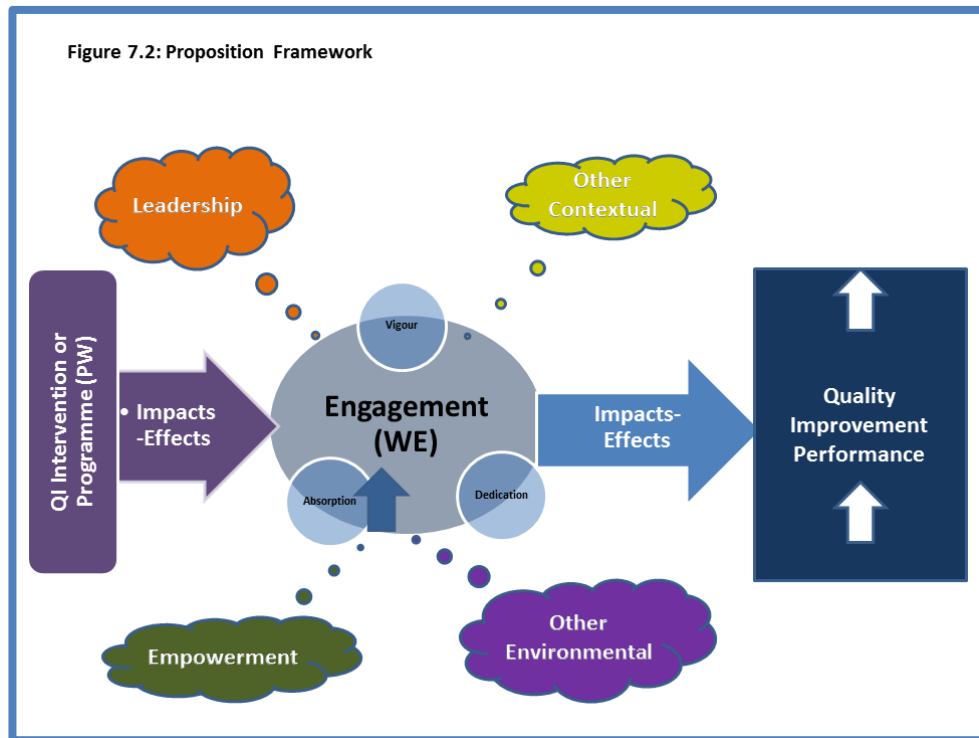 Figure 7.2: Proposition Framework
Leadership
Other
Contextual
QI Intervention or
Programme (PW)
• Impacts
-Effects
Vigour
Engagement
(WE)
Absorption
Dedication
Impacts-
Effects
Quality
Improvement
Performance
Empowerment
Other
Environmental